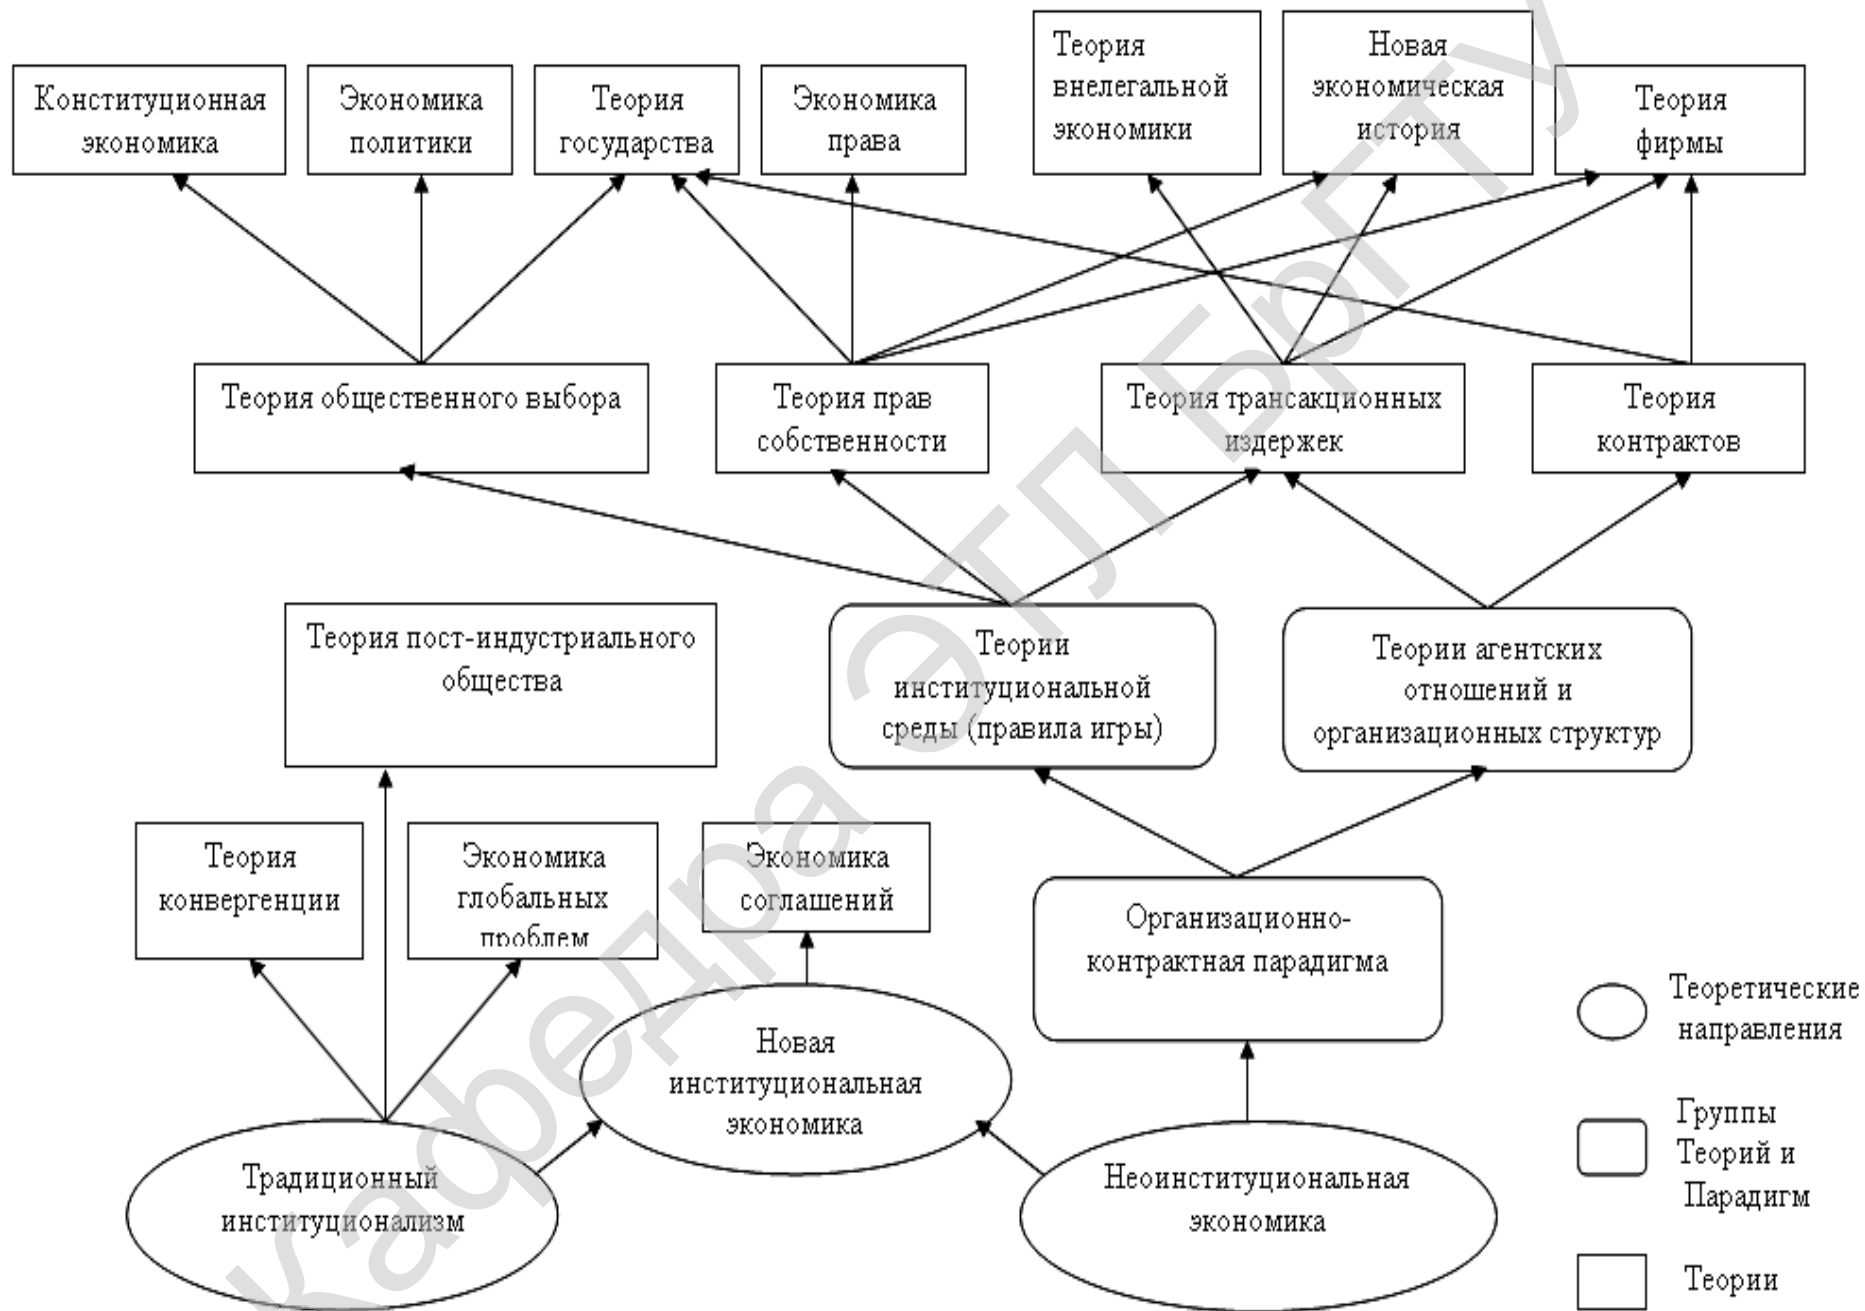 Конституционная
экономика
Экономика
политики
Теория
государства
Экономика
права
Теория
внелегальной
экономики
Новая
экономическая
история
Теория
фирмы
Теория общественного выбора
Теория прав
собственности
Теория трансакционных
издержек
Теория
контрактов
Теория пост-индустриального
общества
Теории
институциональной
среды (правила игры)
Теории агентских
отношений и
организационных структур
Теория
конвергенции
Экономика
глобальных
проблем
Экономика
соглашений
Организационно-
контрактная парадигма
Новая
институциональная
экономика
Традиционный
институционализм
Неоинституциональная
экономика
Теоретические
направления
Группы
Теорий и
Парадигм
Теории
Кафедра ЭТЛ БрГТУ